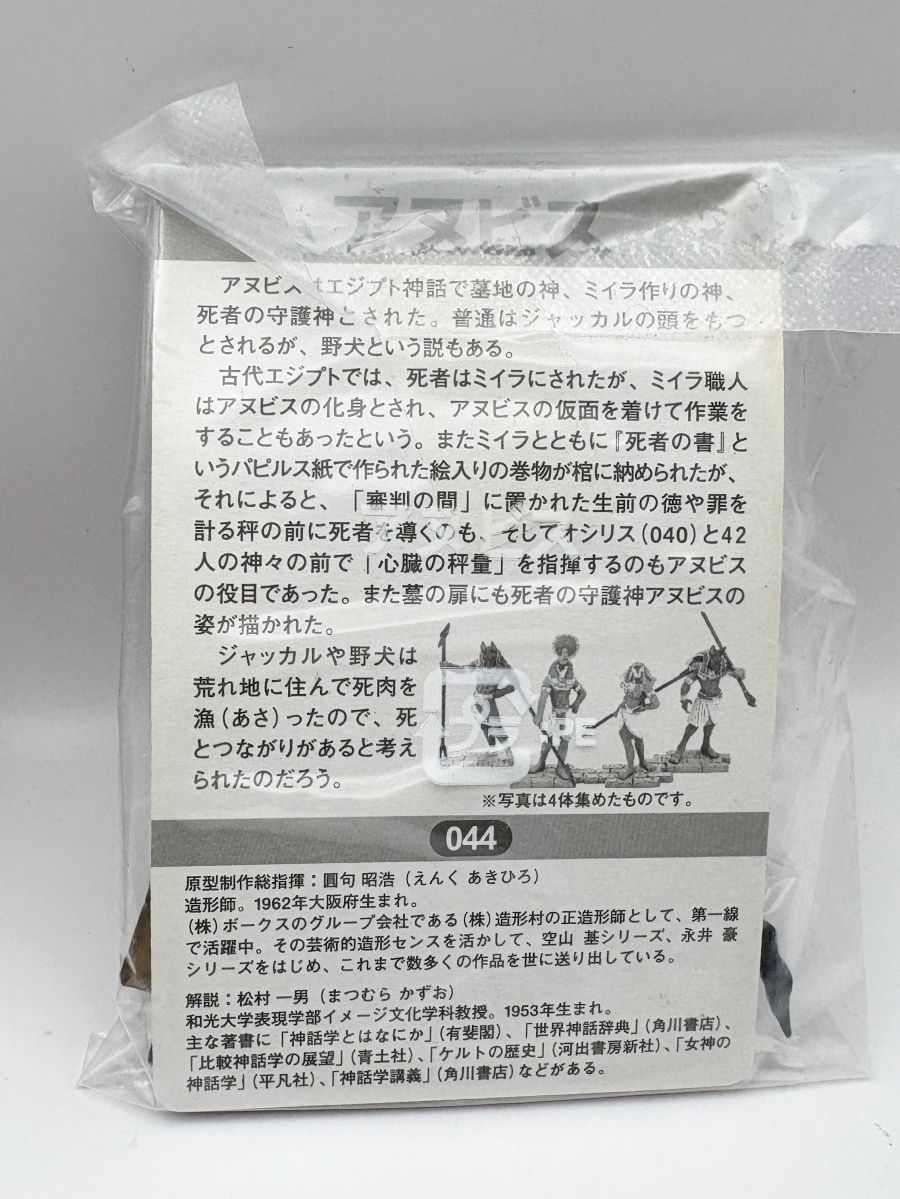 アヌビス
アヌビスはエジプト神話で墓地の神、ミイラ作りの神、
死者の守護神とされた。普通はジャッカルの頭をもつ
とされるが、野犬という説もある。
古代エジプトでは、死者はミイラにされたが、ミイラ職人
はアヌビスの化身とされ、アヌビスの仮面を着けて作業を
することもあったという。またミイラとともに『死者の書』と
いうパピルス紙で作られた絵入りの巻物が棺に納められたが、
それによると、「審判の間」に置かれた生前の徳や罪を
計る秤の前に死者を導くのも、そしてオシリス(040)と42
人の神々の前で「心臓の秤量」を指揮するのもアヌビス
の役目であった。また墓の扉にも死者の守護神アヌビスの
姿が描かれた。
ジャッカルや野犬は
荒れ地に住んで死肉を
漁(あさ)ったので、死
とつながりがあると考え
られたのだろう。
アヌビス
プラ
PE
※写真は4体集めたものです。
044
原型制作総指揮：圓句 昭浩（えんく あきひろ）
造形師。1962年大阪府生まれ。
(株)ボークスのグループ会社である(株)造形村の正造形師として、第一線
で活躍中。その芸術的造形センスを活かして、空山 基シリーズ、永井 豪
シリーズをはじめ、これまで数多くの作品を世に送り出している。
解説：松村 一男（まつむら かずお）
和光大学表現学部イメージ文化学科教授。1953年生まれ。
主な著書に「神話学とはなにか」(有斐閣)、「世界神話辞典」(角川書店)、
「比較神話学の展望」(青土社)、「ケルトの歴史」(河出書房新社)、「女神の
神話学」(平凡社)、「神話学講義」(角川書店)などがある。